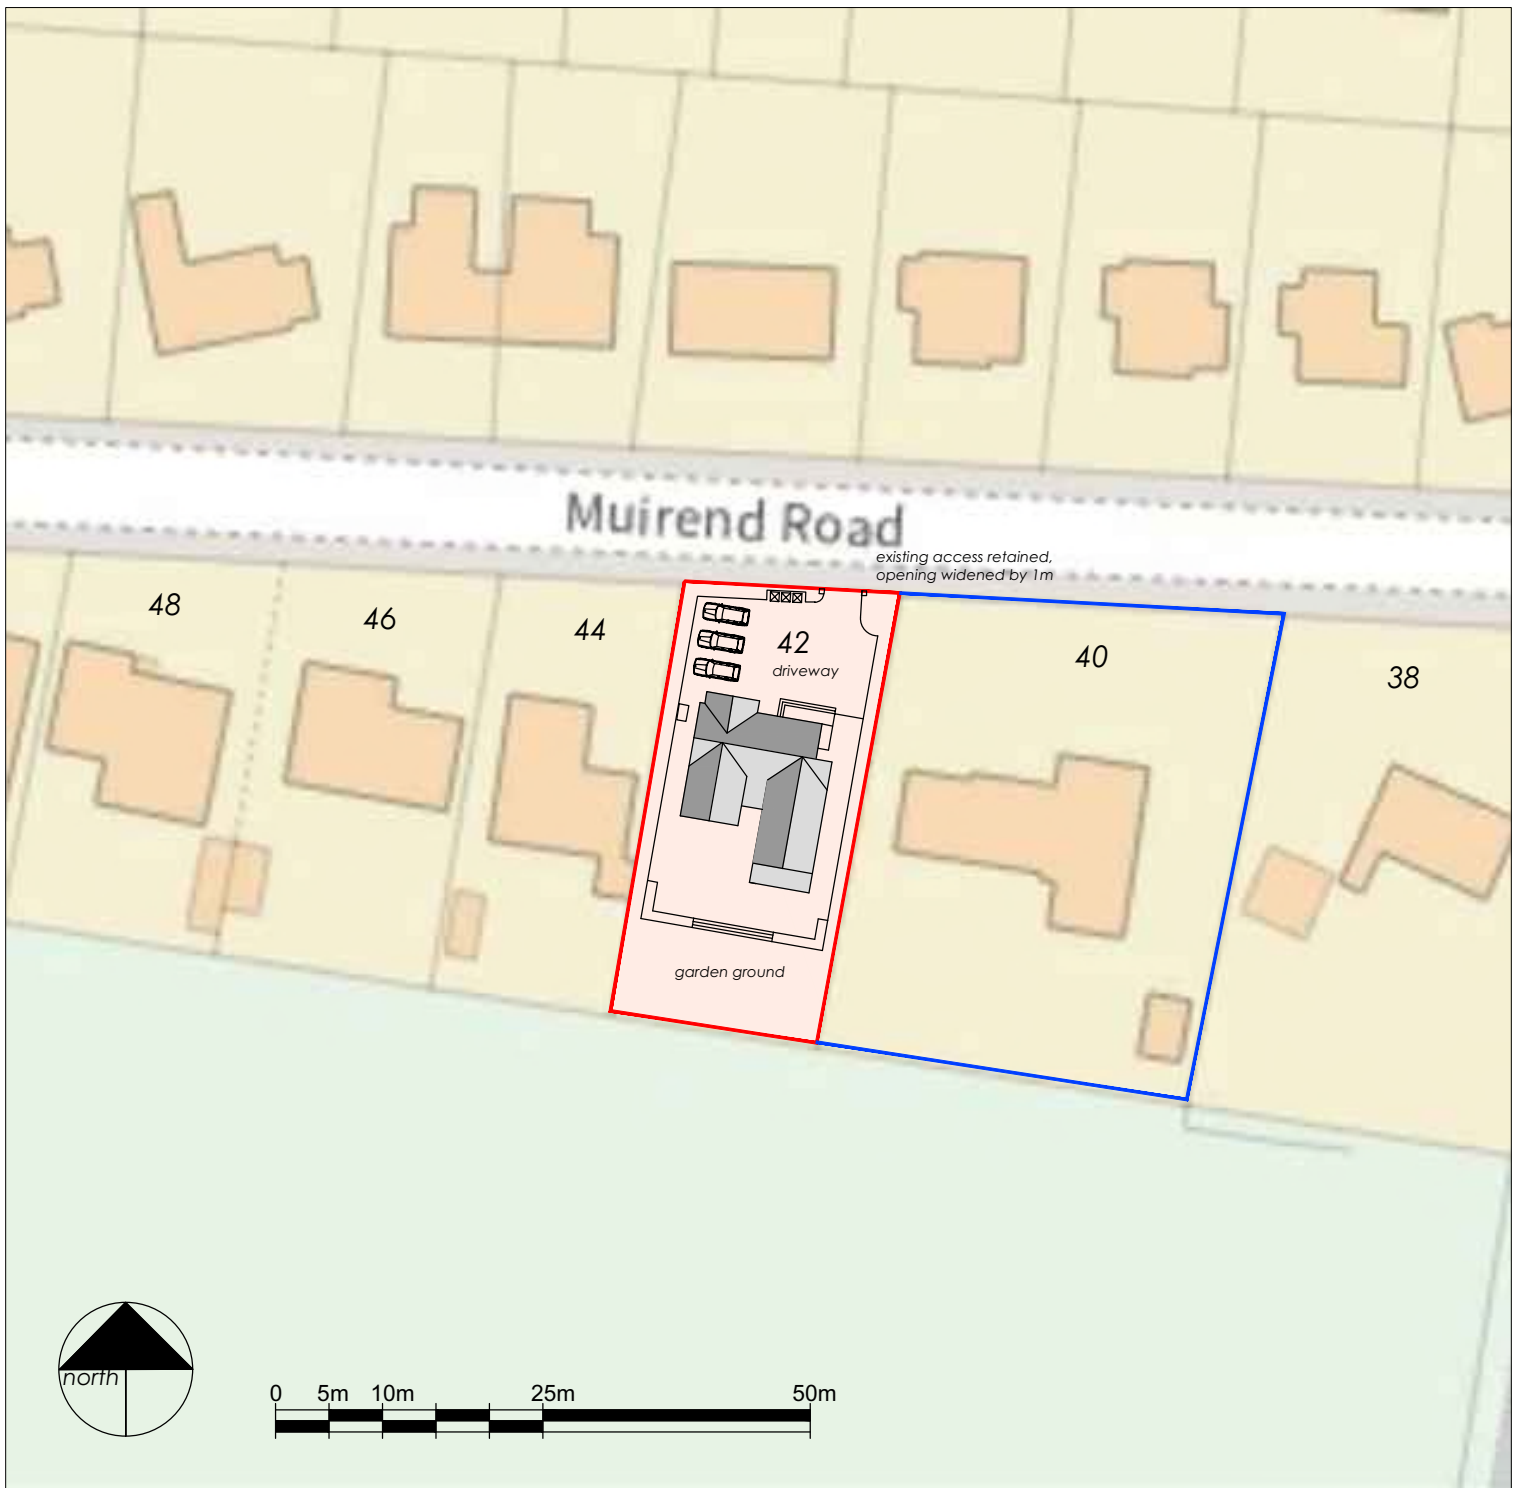 Muirend Road
existing access retained,
opening widened by 1m
48
46
44
42
40
38
driveway
garden ground
north
0 5m 10m 25m 50m